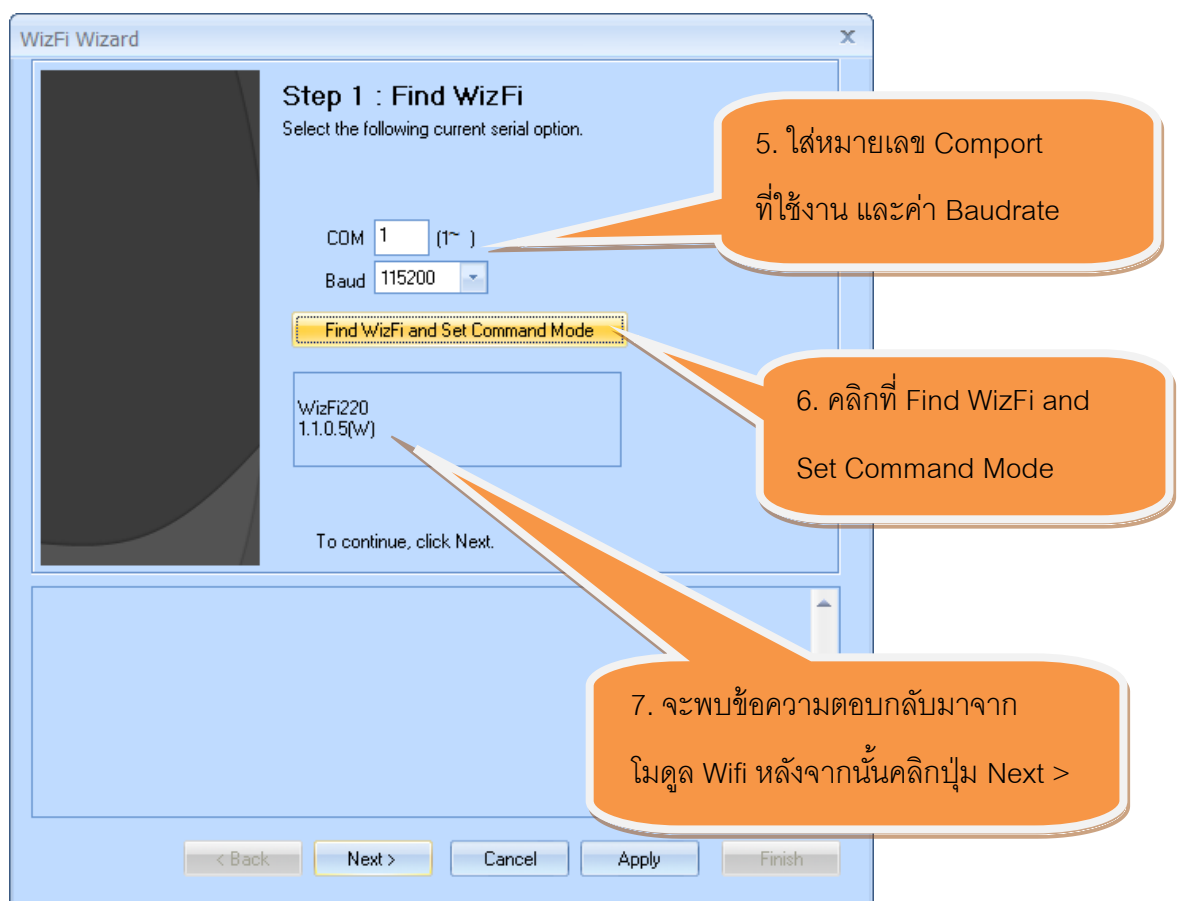 WizFi Wizard
x
Step 1 : Find WizFi
Select the following current serial option.
5. ใส่หมายเลข Comport
ที่ใช้งาน และค่า Baudrate
COM 1 (1~ )
Baud 115200
Find WizFi and Set Command Mode
6. คลิกที่ Find WizFi and
Set Command Mode
WizFi220
1.1.0.5(W)
To continue, click Next.
7. จะพบข้อความตอบกลับมาจาก
โมดูล Wifi หลังจากนั้นคลิกปุ่ม Next >
< Back Next > Cancel Apply Finish